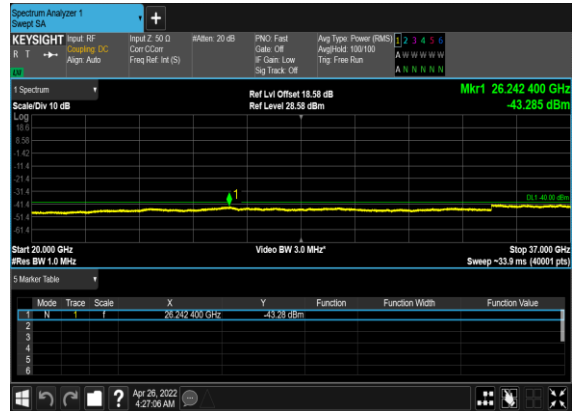 Spectrum Analyzer 1
Swept SA
+
KEYSIGHT Input: RF Input Z: 50 Ω #Atten: 20 dB PNO: Fast Avg Type: Power (RMS) 1 2 3 4 5 6
R T Coupling: DC Corr CCorr Gate: Off Avg|Hold: 100/100 A W W W W W
Align: Auto Freq Ref: Int (S) IF Gain: Low Trig: Free Run
Sig Track: Off A N N N N N
1 Spectrum Ref Lvl Offset 18.58 dB Mkr1 26.242 400 GHz
Scale/Div 10 dB Ref Level 28.58 dBm -43.285 dBm
Log
18.6
8.58
-1.42
-11.4
-21.4
-31.4
1
DL1 -40.00 dBm
-41.4
-51.4
-61.4
Start 20.000 GHz Video BW 3.0 MHz* Stop 37.000 GHz
#Res BW 1.0 MHz Sweep ~33.9 ms (40001 pts)
5 Marker Table
Mode Trace Scale X Y Function Function Width Function Value
1 N 1 f 26.242 400 GHz -43.28 dBm
2
3
4
5
6
? Apr 26, 2022
4:27:06 AM